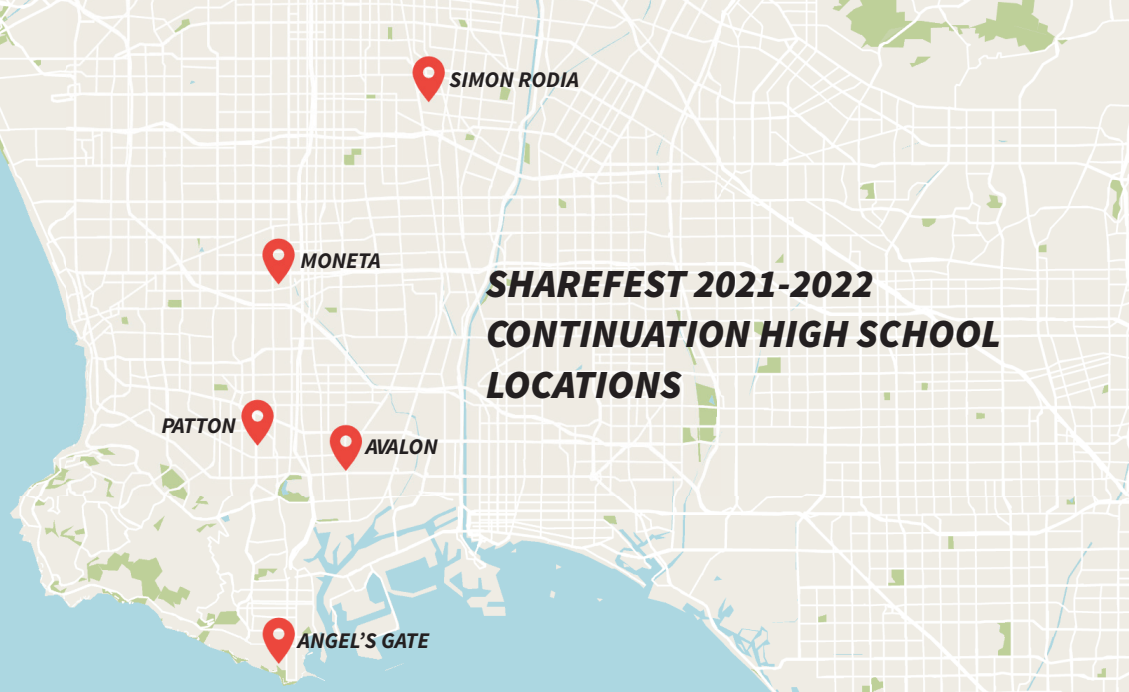 SIMON RODIA
MONETA
SHAREFEST 2021-2022
CONTINUATION HIGH SCHOOL
LOCATIONS
PATTON
AVALON
ANGEL’S GATE